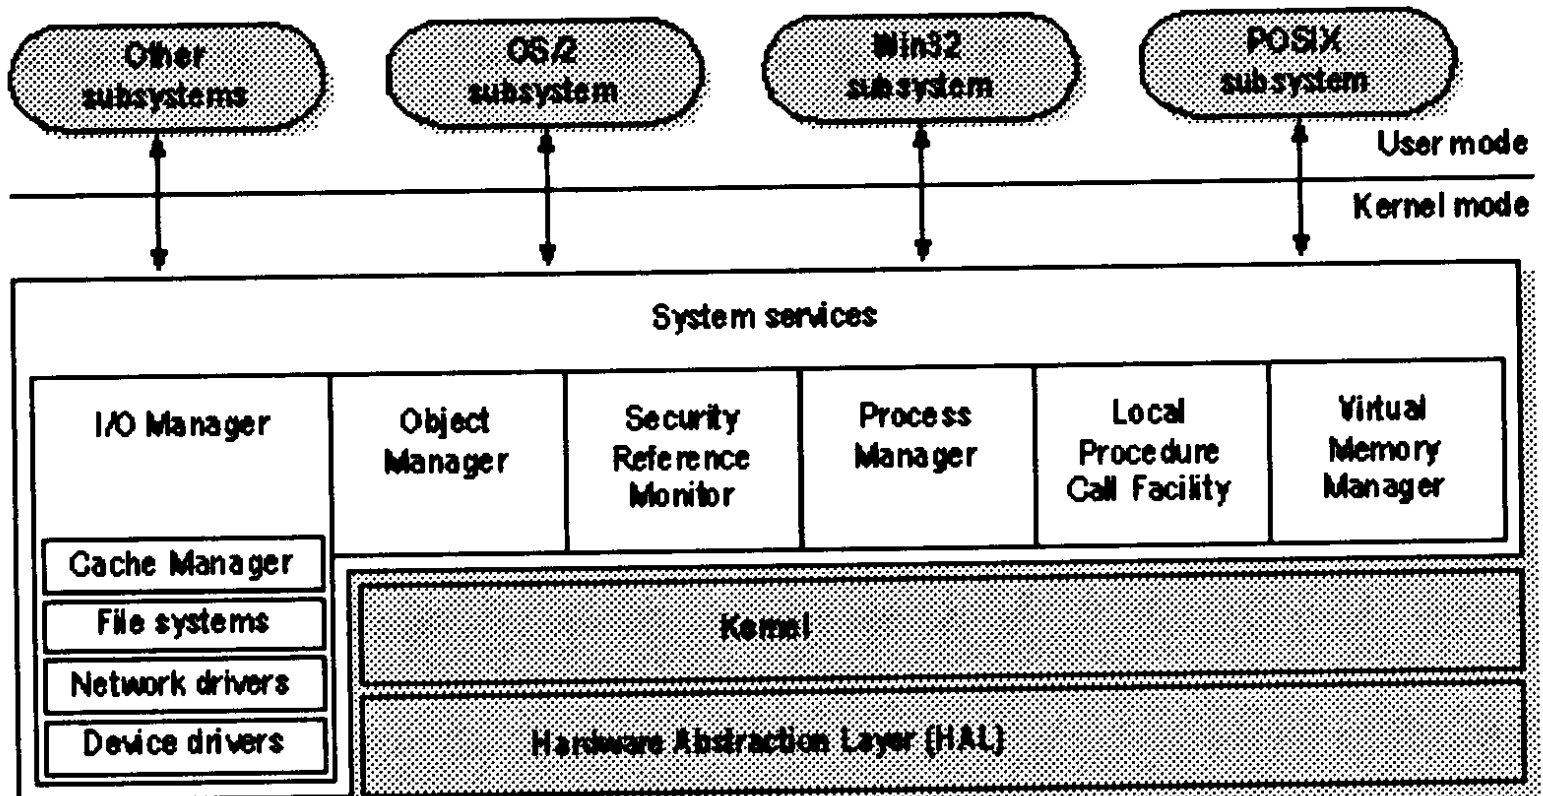 Other
subsystems
OS/2
subsystem
Win32
subsystem
POSIX
subsystem
User mode
Kernel mode
System services
I/O Manager
Object
Manager
Security
Reference
Monitor
Process
Manager
Local
Procedure
Call Facility
Virtual
Memory
Manager
Cache Manager
File systems
Network drivers
Device drivers
Kernel
Hardware Abstraction Layer (HAL)